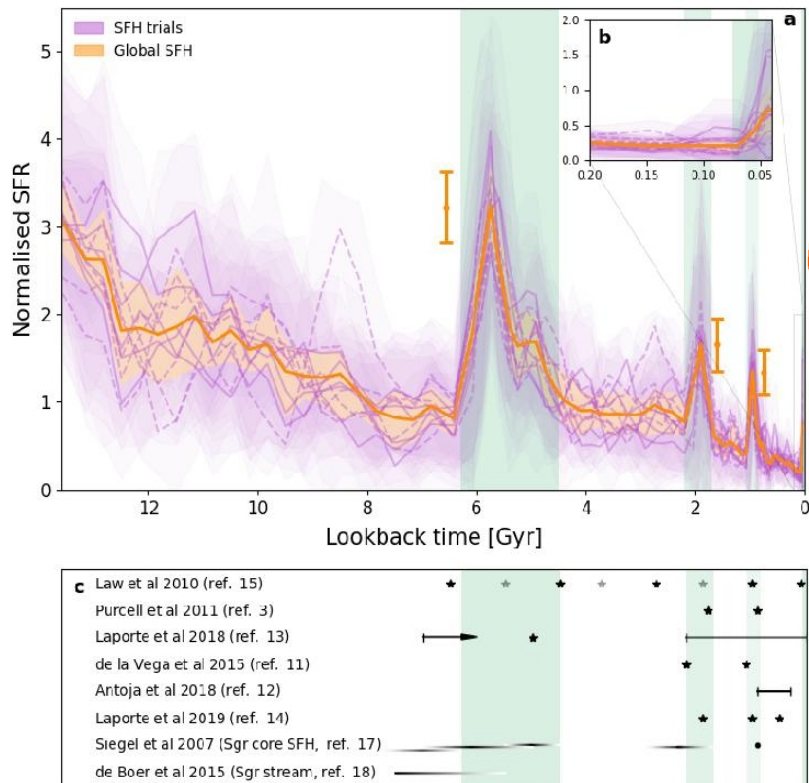 a
b
SFH trials
Global SFH
2.0
1.5
1.0
0.5
0.0
0.20 0.15 0.10 0.05
5
4
3
2
1
0
Normalised SFR
12 10 8 6 4 2 0
Lookback time [Gyr]
c
Law et al 2010 (ref. 15)
Purcell et al 2011 (ref. 3)
Laporte et al 2018 (ref. 13)
de la Vega et al 2015 (ref. 11)
Antoja et al 2018 (ref. 12)
Laporte et al 2019 (ref. 14)
Siegel et al 2007 (Sgr core SFH, ref. 17)
de Boer et al 2015 (Sgr stream, ref. 18)